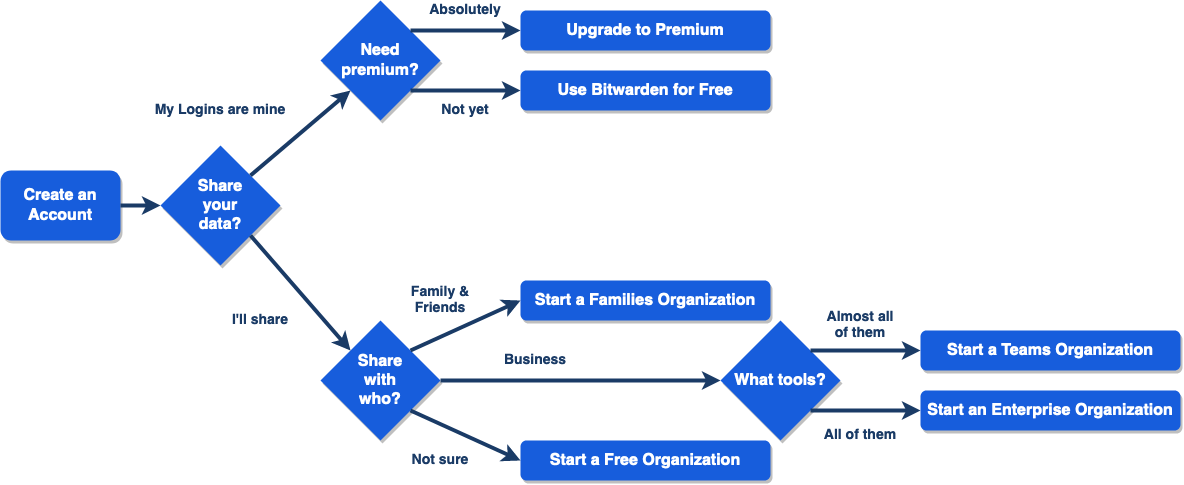 Absolutely
Need
premium?
Upgrade to Premium
Use Bitwarden for Free
Not yet
My Logins are mine
Create an
Account
Share
your
data?
I'll share
Family &
Friends
Start a Families Organization
Share
with
who?
Business
Not sure
Start a Free Organization
What tools?
Almost all
of them
Start a Teams Organization
Start an Enterprise Organization
All of them